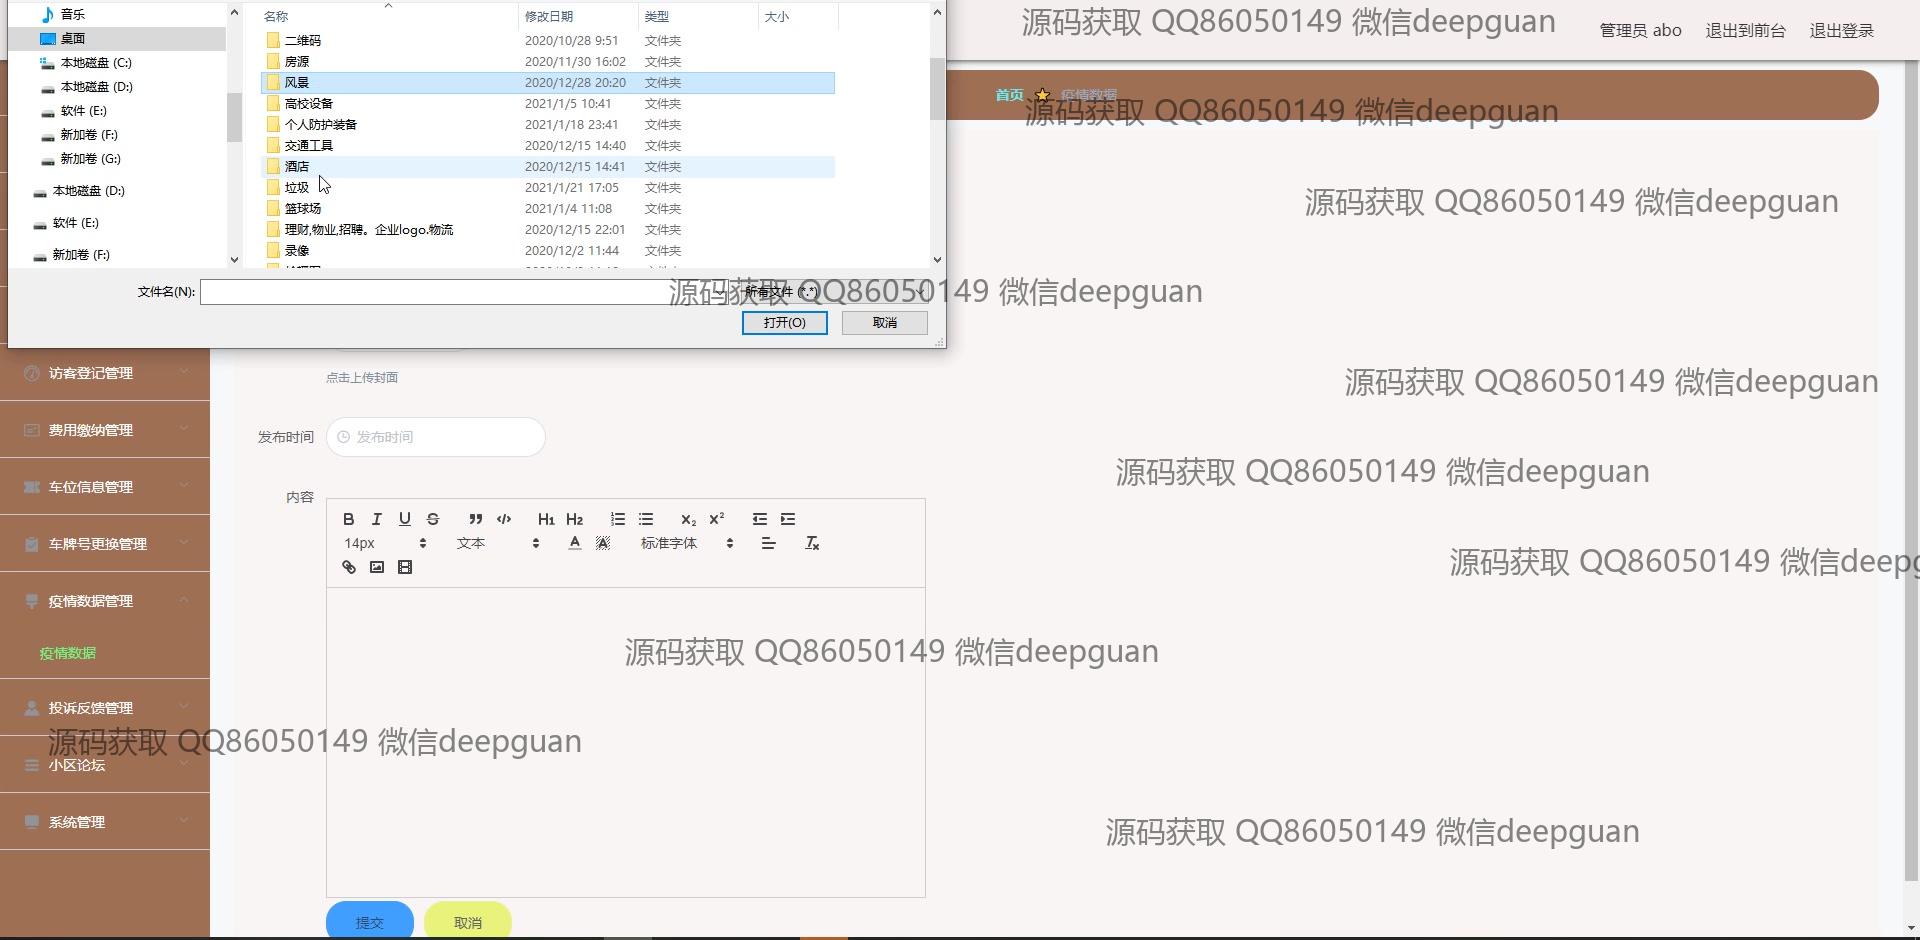 音乐
桌面
本地磁盘 (C:)
本地磁盘 (D:)
软件 (E:)
新加卷 (F:)
新加卷 (G:)
本地磁盘 (D:)
软件 (E:)
新加卷 (F:)
名称 修改日期 类型 大小
二维码 2020/10/28 9:51 文件夹
房源 2020/11/30 16:02 文件夹
风景 2020/12/28 20:20 文件夹
高校设备 2021/1/5 10:41 文件夹
个人防护装备 2021/1/18 23:41 文件夹
交通工具 2020/12/15 14:40 文件夹
酒店 2020/12/15 14:41 文件夹
垃圾 2021/1/21 17:05 文件夹
篮球场 2021/1/4 11:08 文件夹
理财,物业,招聘。企业logo.物流 2020/12/15 22:01 文件夹
录像 2020/12/2 11:44 文件夹
文件名(N): 所有文件 (*.*)
打开(O) 取消
源码获取 QQ86050149 微信deepguan
管理员 abo 退出到前台 退出登录
首页 疫情数据
源码获取 QQ86050149 微信deepguan
源码获取 QQ86050149 微信deepguan
源码获取 QQ86050149 微信deepguan
访客登记管理
点击上传封面
源码获取 QQ86050149 微信deepguan
费用缴纳管理
发布时间 发布时间
源码获取 QQ86050149 微信deepguan
车位信息管理
内容
B I U S ” </> H1 H2 X2 X2
14px 文本 A A 标准字体 Tx
车牌号更换管理
源码获取 QQ86050149 微信deepg
疫情数据管理
疫情数据
源码获取 QQ86050149 微信deepguan
投诉反馈管理
源码获取 QQ86050149 微信deepguan
小区论坛
系统管理
源码获取 QQ86050149 微信deepguan
提交 取消